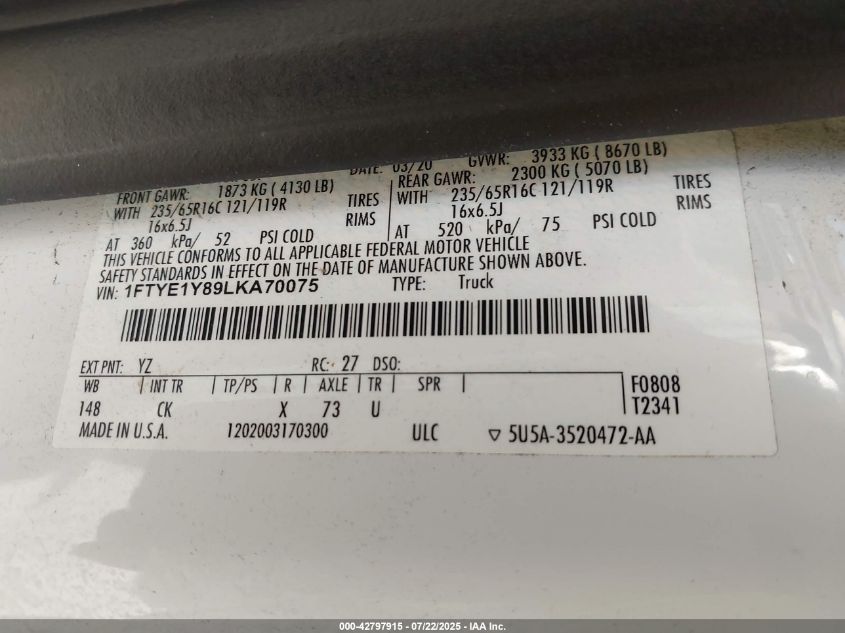 DATE: 03/20 GVWR: 3933 KG ( 8670 LB)
FRONT GAWR: 1873 KG ( 4130 LB) REAR GAWR: 2300 KG ( 5070 LB)
WITH 235/65R16C 121/119R TIRES WITH 235/65R16C 121/119R TIRES
16x6.5J RIMS 16x6.5J RIMS
AT 360 kPa/ 52 PSI COLD AT 520 kPa/ 75 PSI COLD
THIS VEHICLE CONFORMS TO ALL APPLICABLE FEDERAL MOTOR VEHICLE
SAFETY STANDARDS IN EFFECT ON THE DATE OF MANUFACTURE SHOWN ABOVE.
VIN: 1FTYE1Y89LKA70075 TYPE: Truck
EXT PNT: YZ RC: 27 DSO:
WB INT TR TP/PS R AXLE TR SPR F0808
148 CK X 73 U T2341
MADE IN U.S.A. 1202003170300 ULC ▽ 5U5A-3520472-AA
000-42797915 - 07/22/2025 - IAA Inc.